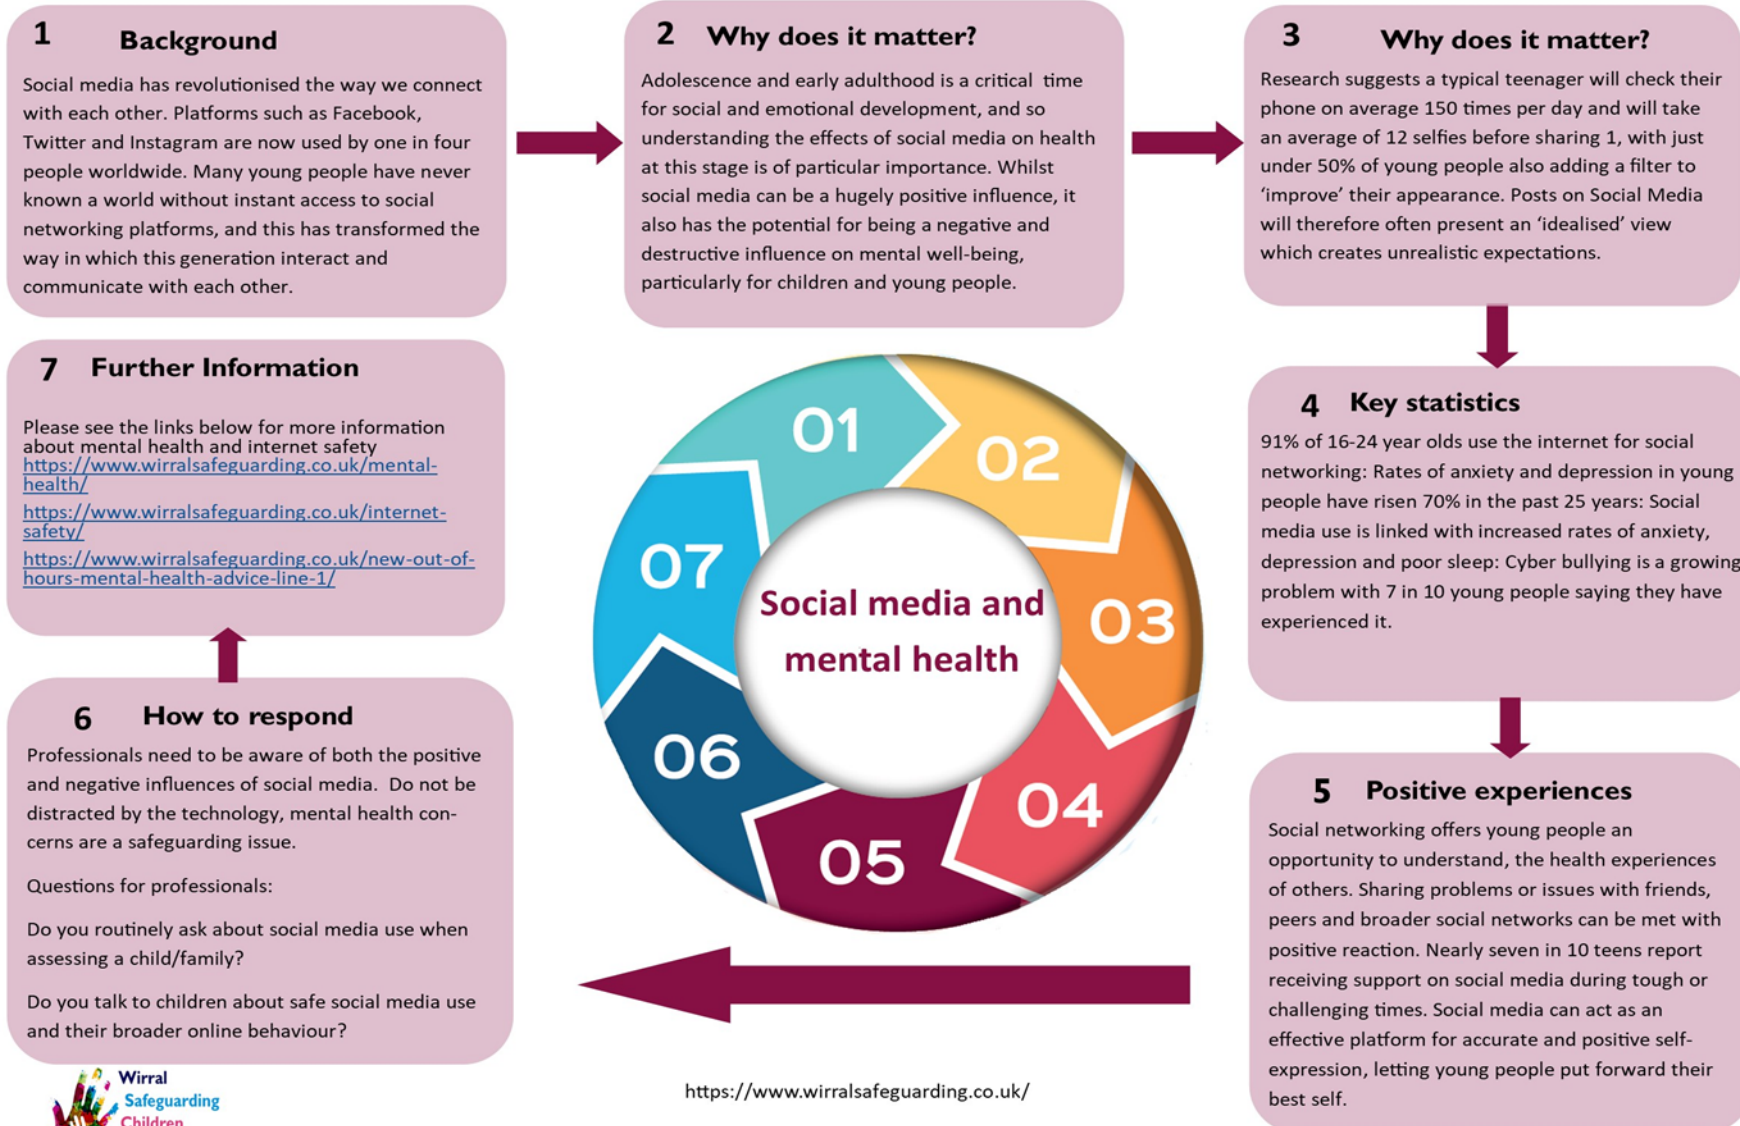 1 Background
Social media has revolutionised the way we connect
with each other. Platforms such as Facebook,
Twitter and Instagram are now used by one in four
people worldwide. Many young people have never
known a world without instant access to social
networking platforms, and this has transformed the
way in which this generation interact and
communicate with each other.
2 Why does it matter?
Adolescence and early adulthood is a critical time
for social and emotional development, and so
understanding the effects of social media on health
at this stage is of particular importance. Whilst
social media can be a hugely positive influence, it
also has the potential for being a negative and
destructive influence on mental well-being,
particularly for children and young people.
3 Why does it matter?
Research suggests a typical teenager will check their
phone on average 150 times per day and will take
an average of 12 selfies before sharing 1, with just
under 50% of young people also adding a filter to
‘improve’ their appearance. Posts on Social Media
will therefore often present an ‘idealised’ view
which creates unrealistic expectations.
4 Key statistics
91% of 16-24 year olds use the internet for social
networking: Rates of anxiety and depression in young
people have risen 70% in the past 25 years: Social
media use is linked with increased rates of anxiety,
depression and poor sleep: Cyber bullying is a growing
problem with 7 in 10 young people saying they have
experienced it.
5 Positive experiences
Social networking offers young people an
opportunity to understand, the health experiences
of others. Sharing problems or issues with friends,
peers and broader social networks can be met with
positive reaction. Nearly seven in 10 teens report
receiving support on social media during tough or
challenging times. Social media can act as an
effective platform for accurate and positive self-
expression, letting young people put forward their
best self.
6 How to respond
Professionals need to be aware of both the positive
and negative influences of social media. Do not be
distracted by the technology, mental health con-
cerns are a safeguarding issue.
Questions for professionals:
Do you routinely ask about social media use when
assessing a child/family?
Do you talk to children about safe social media use
and their broader online behaviour?
7 Further Information
Please see the links below for more information
about mental health and internet safety
https://www.wirralsafeguarding.co.uk/mental-
health/
https://www.wirralsafeguarding.co.uk/internet-
safety/
https://www.wirralsafeguarding.co.uk/new-out-of-
hours-mental-health-advice-line-1/
01
02
03
04
05
06
07
Social media and
mental health
Wirral
Safeguarding
Children
https://www.wirralsafeguarding.co.uk/